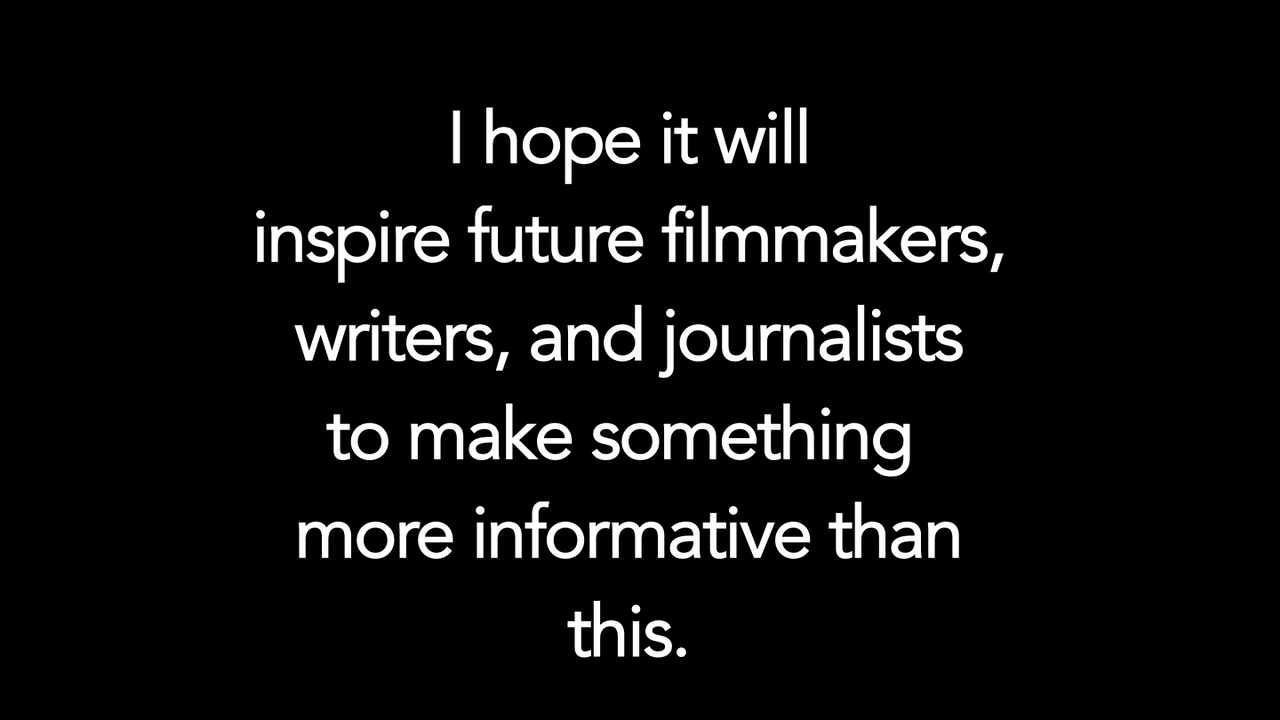 I hope it will
inspire future filmmakers,
writers, and journalists
to make something
more informative than
this.